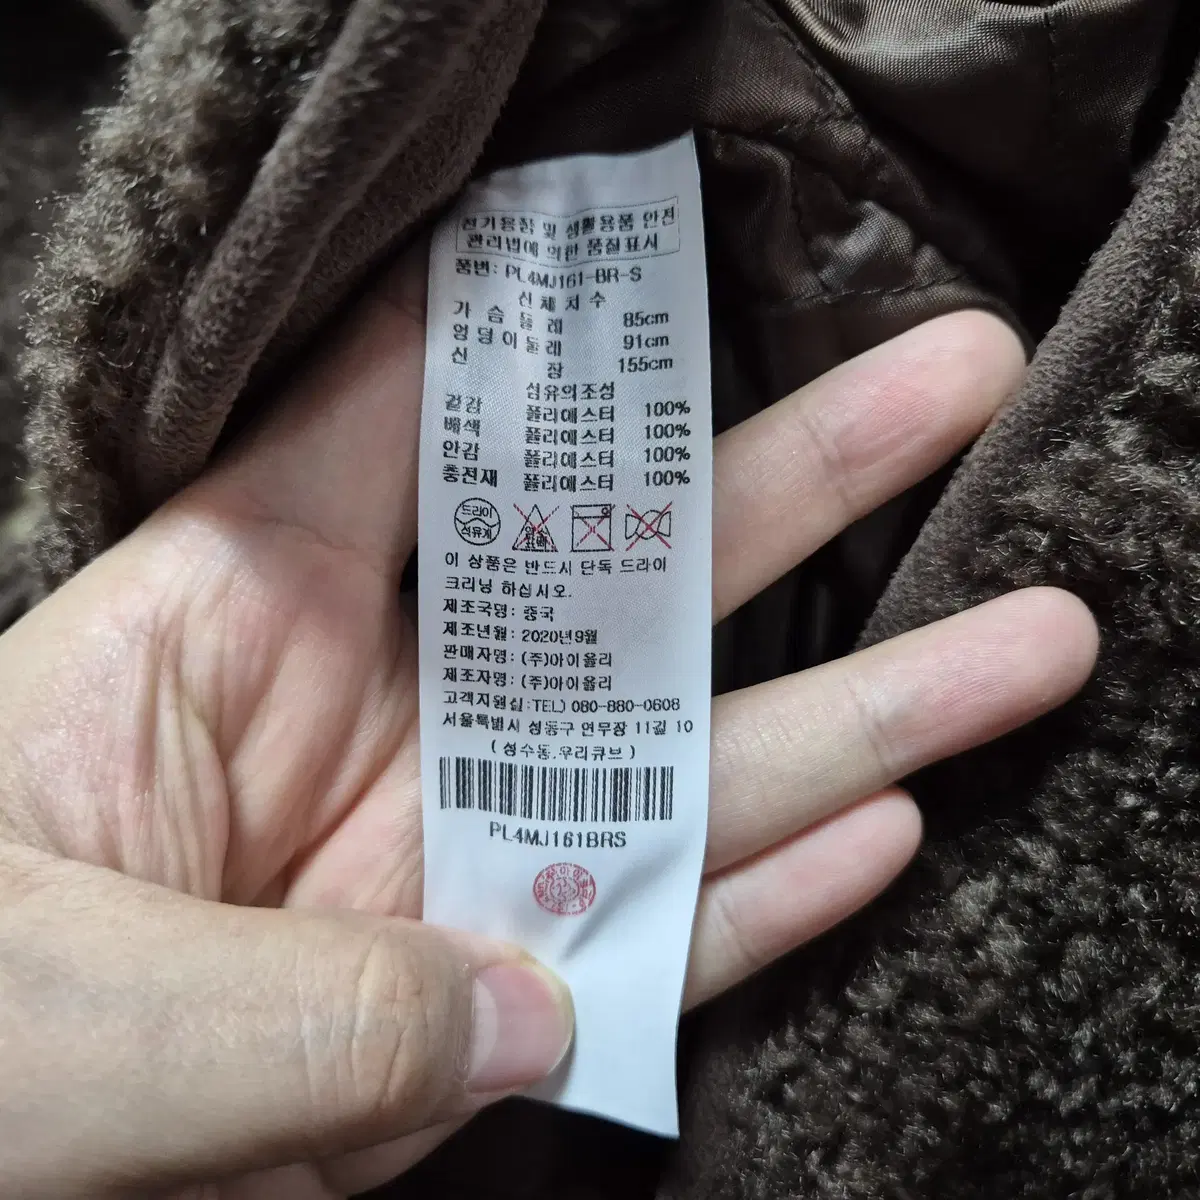 전기용품 및 생활용품 안전
관리법에 의한 품질표시
품번: PL4MJ161-BR-S
신체치수
가슴둘레 85cm
엉덩이둘레 91cm
신장 155cm
섬유의조성
겉감 폴리에스터 100%
배색 폴리에스터 100%
안감 폴리에스터 100%
충전재 폴리에스터 100%
드라이
석유계
이 상품은 반드시 단독 드라이
크리닝 하십시오.
제조국명: 중국
제조년월: 2020년9월
판매자명: (주)아이올리
제조자명: (주)아이올리
고객지원실:TEL) 080-880-0608
서울특별시 성동구 연무장 11길 10
(성수동.우리큐브)
PL4MJ161BRS